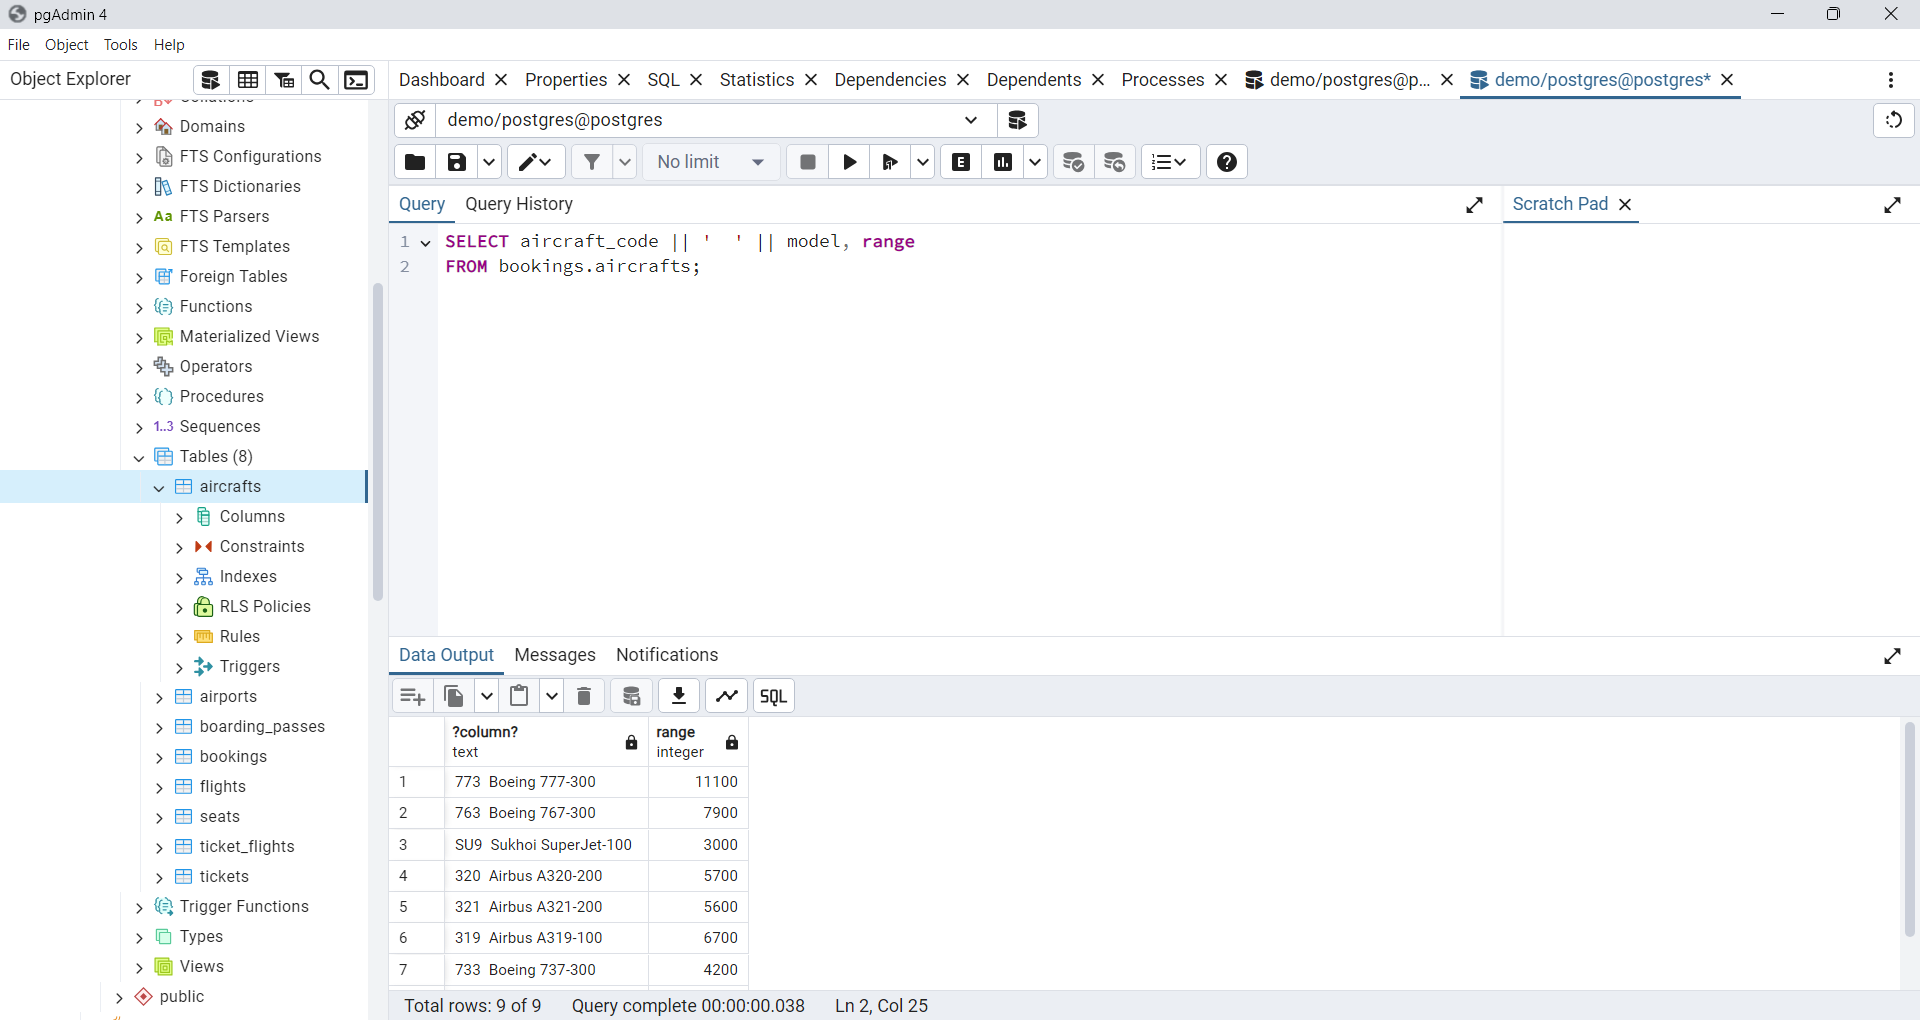 pgAdmin 4
File Object Tools Help
Object Explorer
Dashboard Properties SQL Statistics Dependencies Dependents Processes demo/postgres@p... demo/postgres@postgres*
demo/postgres@postgres
No limit
E
Query Query History
Scratch Pad
1 SELECT aircraft_code || '  ' || model, range
2 FROM bookings.aircrafts;
Domains
FTS Configurations
FTS Dictionaries
Aa FTS Parsers
FTS Templates
Foreign Tables
Functions
Materialized Views
Operators
Procedures
1..3 Sequences
Tables (8)
aircrafts
Columns
Constraints
Indexes
RLS Policies
Rules
Triggers
airports
boarding_passes
bookings
flights
seats
ticket_flights
tickets
Trigger Functions
Types
Views
public
Data Output Messages Notifications
SQL
?column? range
text integer
1 773  Boeing 777-300 11100
2 763  Boeing 767-300 7900
3 SU9  Sukhoi SuperJet-100 3000
4 320  Airbus A320-200 5700
5 321  Airbus A321-200 5600
6 319  Airbus A319-100 6700
7 733  Boeing 737-300 4200
Total rows: 9 of 9 Query complete 00:00:00.038 Ln 2, Col 25